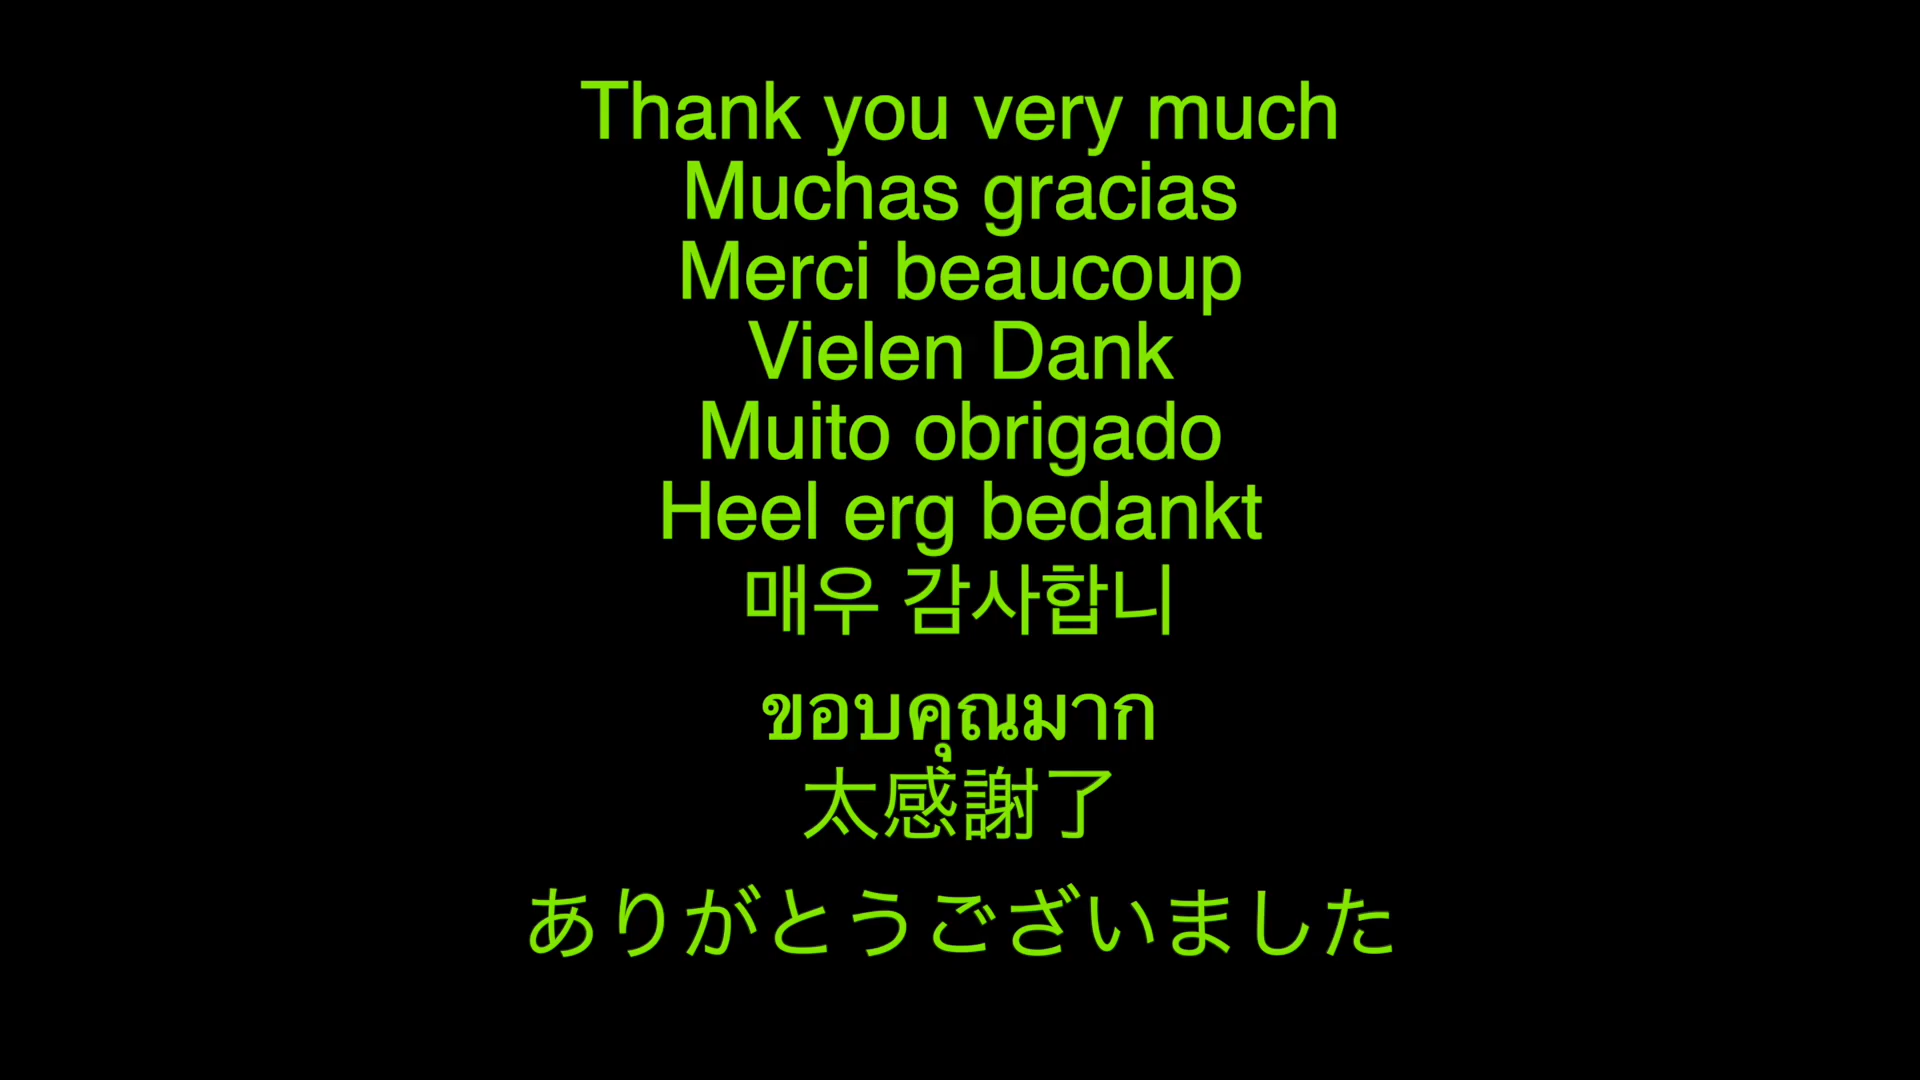 Thank you very much
Muchas gracias
Merci beaucoup
Vielen Dank
Muito obrigado
Heel erg bedankt
매우 감사합니
ขอบคุณมาก
太感謝了
ありがとうございました